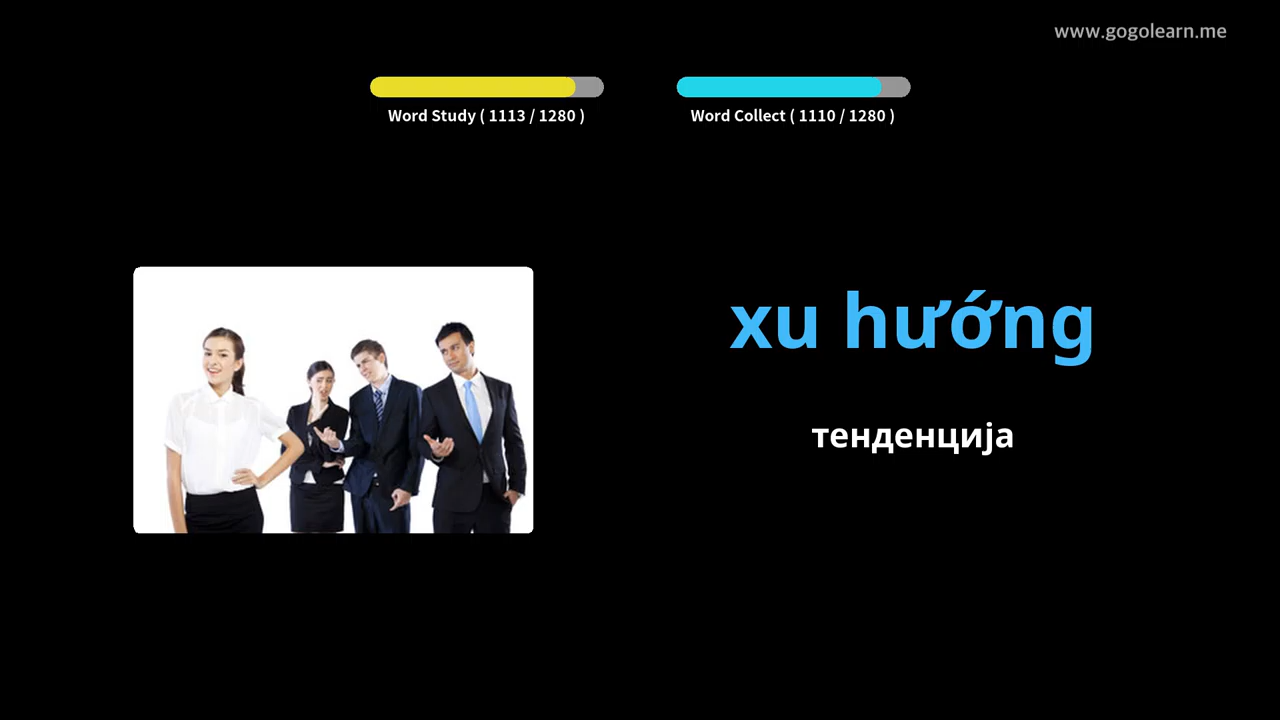 www.gogolearn.me
Word Study ( 1113 / 1280 )
Word Collect ( 1110 / 1280 )
xu hướng
тенденција